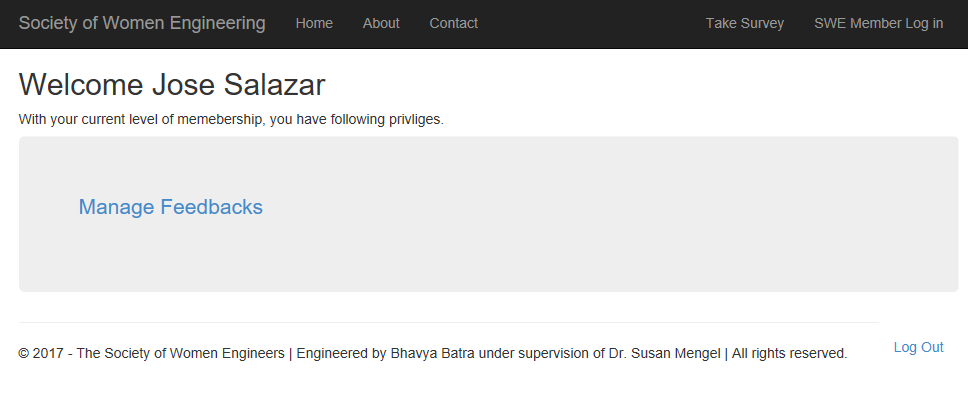 Society of Women Engineering Home About Contact Take Survey SWE Member Log in
Welcome Jose Salazar
With your current level of memebership, you have following privliges.
Manage Feedbacks
© 2017 - The Society of Women Engineers | Engineered by Bhavya Batra under supervision of Dr. Susan Mengel | All rights reserved. Log Out